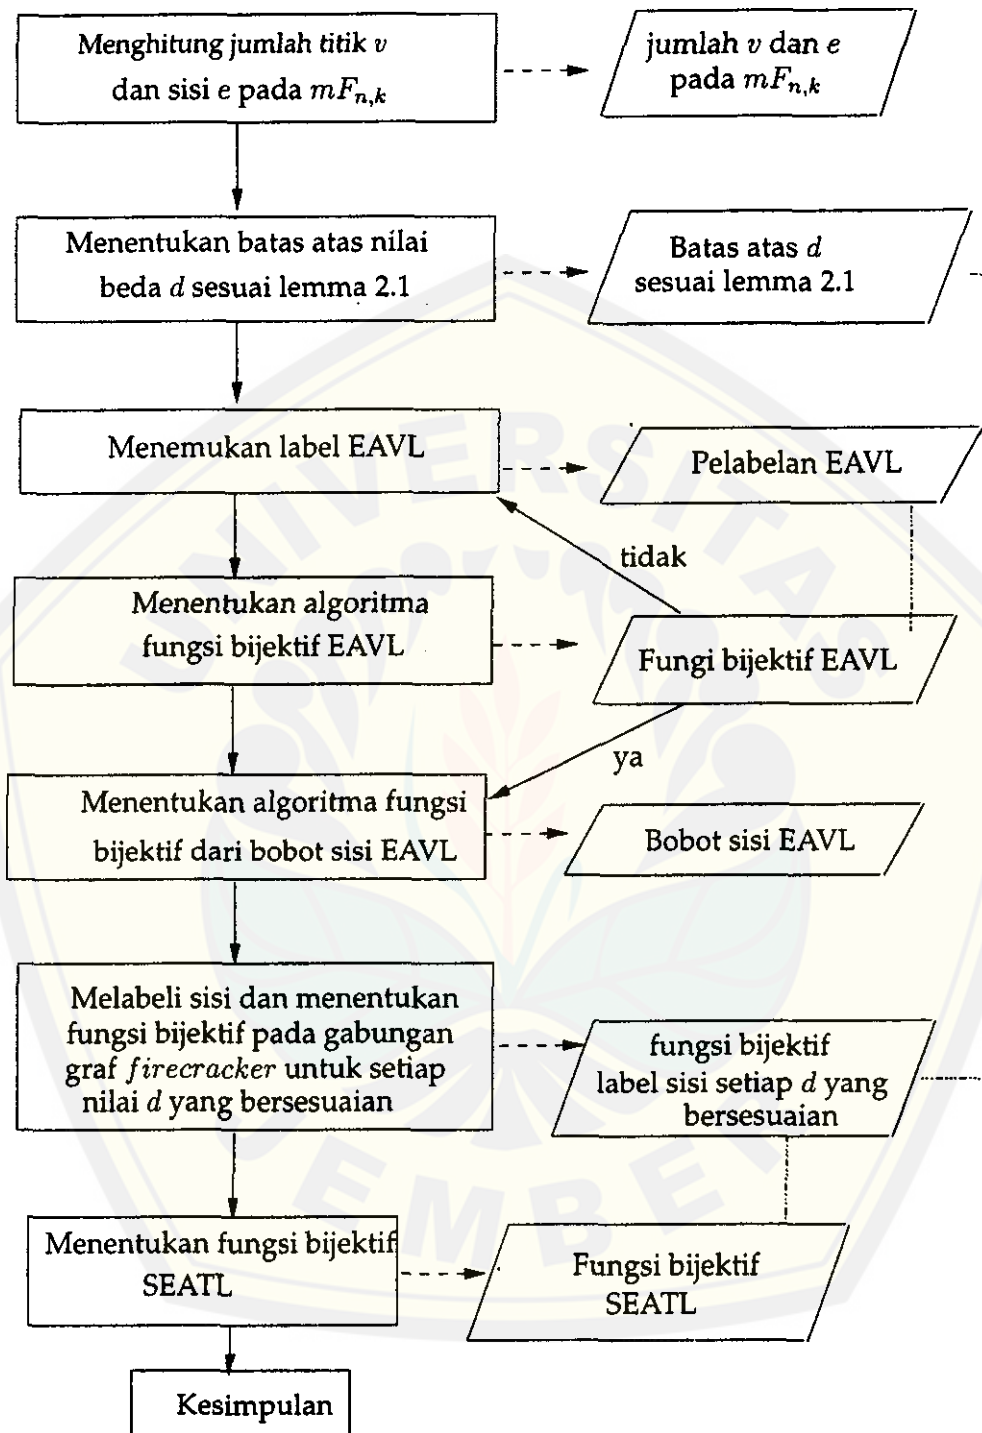 Menghitung jumlah titik v
dan sisi e pada mF_{n,k}
jumlah v dan e
pada mF_{n,k}
Menentukan batas atas nilai
beda d sesuai lemma 2.1
Batas atas d
sesuai lemma 2.1
Menemukan label EAVL
Pelabelan EAVL
tidak
Menentukan algoritma
fungsi bijektif EAVL
Fungi bijektif EAVL
ya
Menentukan algoritma fungsi
bijektif dari bobot sisi EAVL
Bobot sisi EAVL
Melabeli sisi dan menentukan
fungsi bijektif pada gabungan
graf firecracker untuk setiap
nilai d yang bersesuaian
fungsi bijektif
label sisi setiap d yang
bersesuaian
Menentukan fungsi bijektif
SEATL
Fungsi bijektif
SEATL
Kesimpulan
UNIVERSITAS
JEMBER